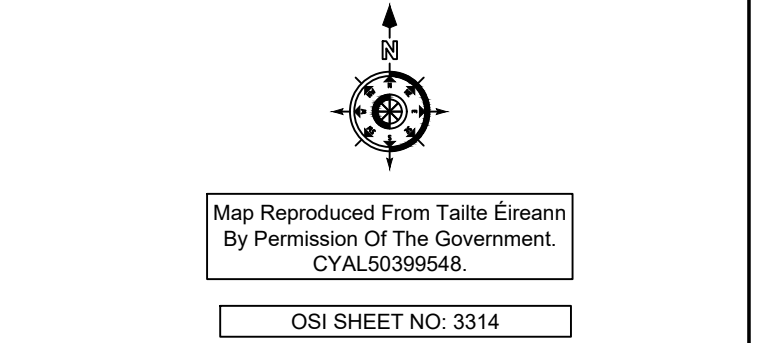 N
Map Reproduced From Tailte Éireann
By Permission Of The Government.
CYAL50399548.
OSI SHEET NO: 3314